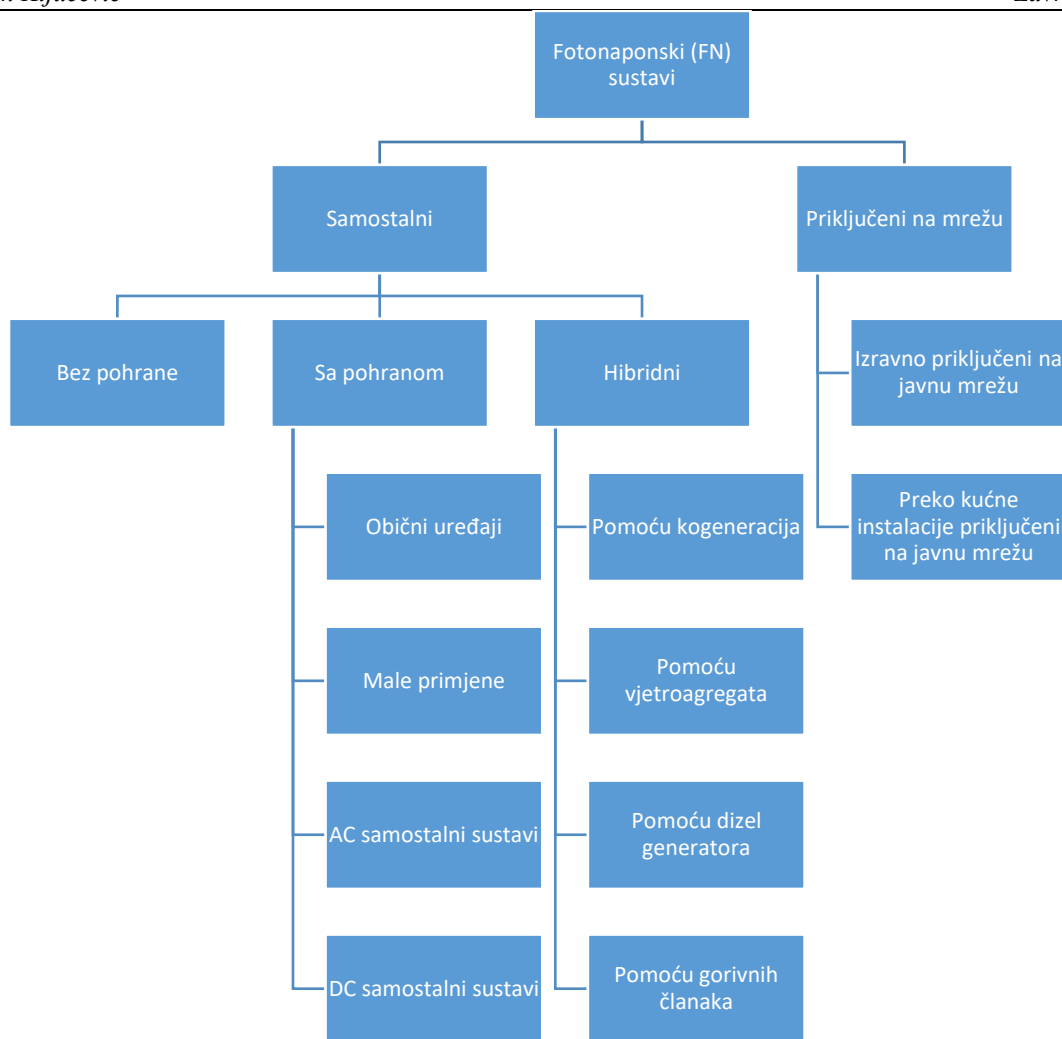 Fotonaponski (FN)
sustavi
Samostalni
Priključeni na mrežu
Bez pohrane
Sa pohranom
Hibridni
Izravno priključeni na
javnu mrežu
Obični uređaji
Pomoću kogeneracija
Preko kućne
instalacije priključeni
na javnu mrežu
Male primjene
Pomoću
vjetroagregata
AC samostalni sustavi
Pomoću dizel
generatora
DC samostalni sustavi
Pomoću gorivnih
članaka